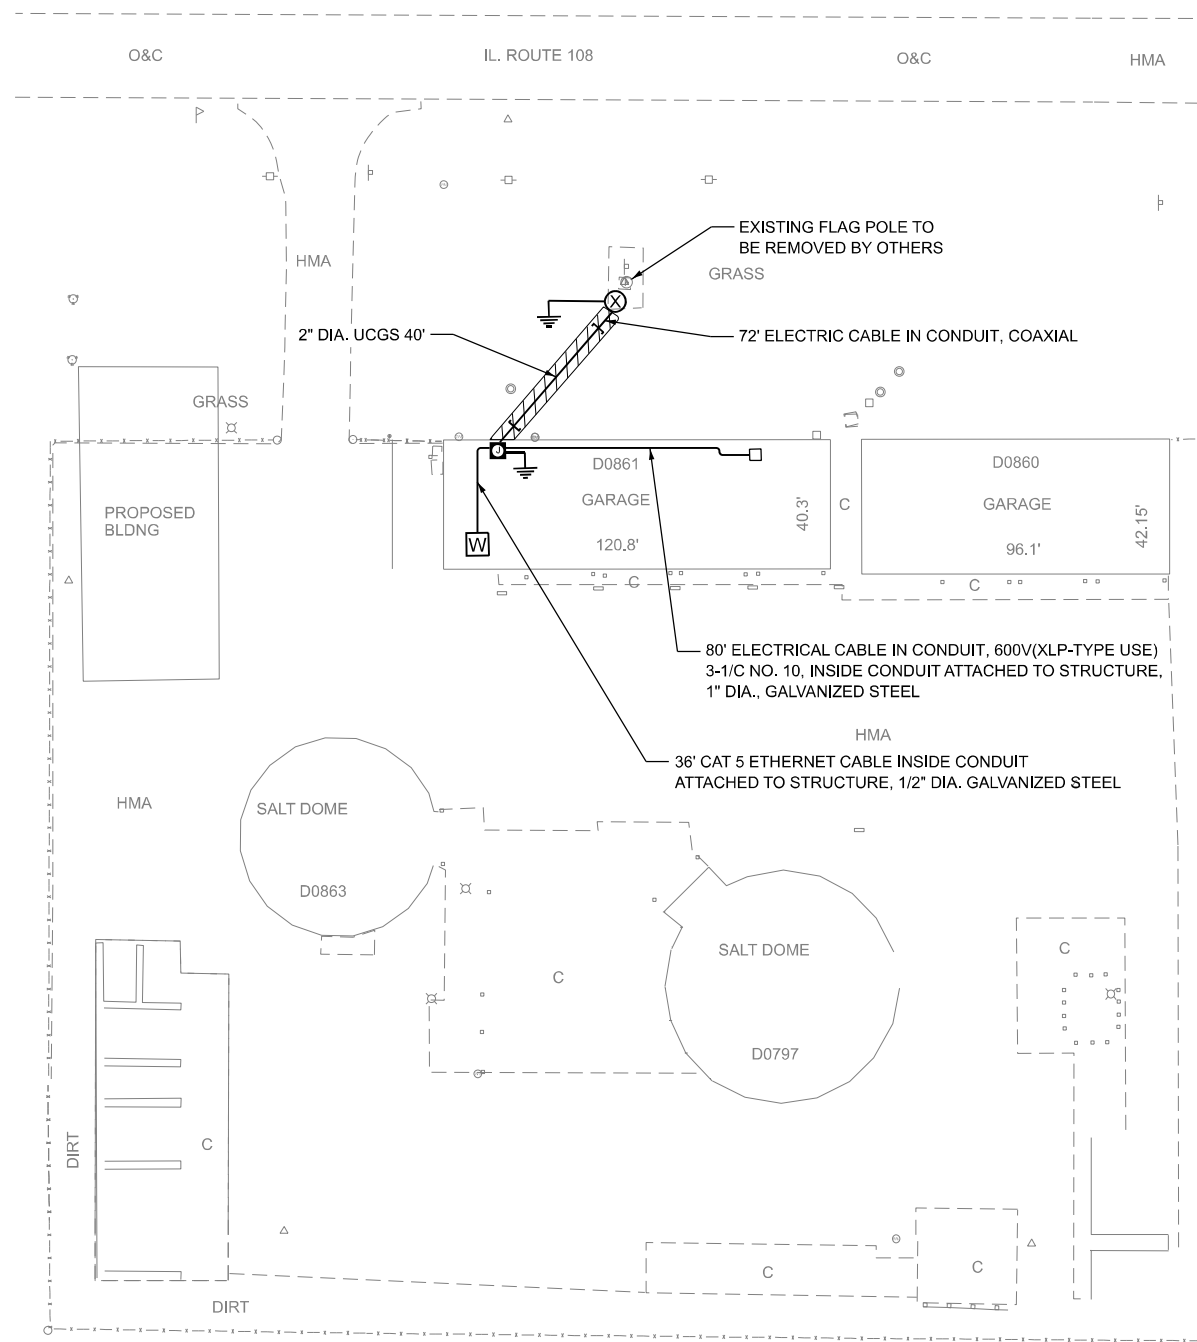 O&C
IL. ROUTE 108
O&C
HMA
EXISTING FLAG POLE TO
BE REMOVED BY OTHERS
HMA
GRASS
X
2" DIA. UCGS 40'
72' ELECTRIC CABLE IN CONDUIT, COAXIAL
GRASS
J
D0861
D0860
PROPOSED
BLDNG
GARAGE
40.3'
C
GARAGE
42.15'
W
120.8'
96.1'
C
C
80' ELECTRICAL CABLE IN CONDUIT, 600V(XLP-TYPE USE)
3-1/C NO. 10, INSIDE CONDUIT ATTACHED TO STRUCTURE,
1" DIA., GALVANIZED STEEL
HMA
36' CAT 5 ETHERNET CABLE INSIDE CONDUIT
ATTACHED TO STRUCTURE, 1/2" DIA. GALVANIZED STEEL
HMA
SALT DOME
D0863
SALT DOME
C
C
D0797
DIRT
C
C
C
DIRT